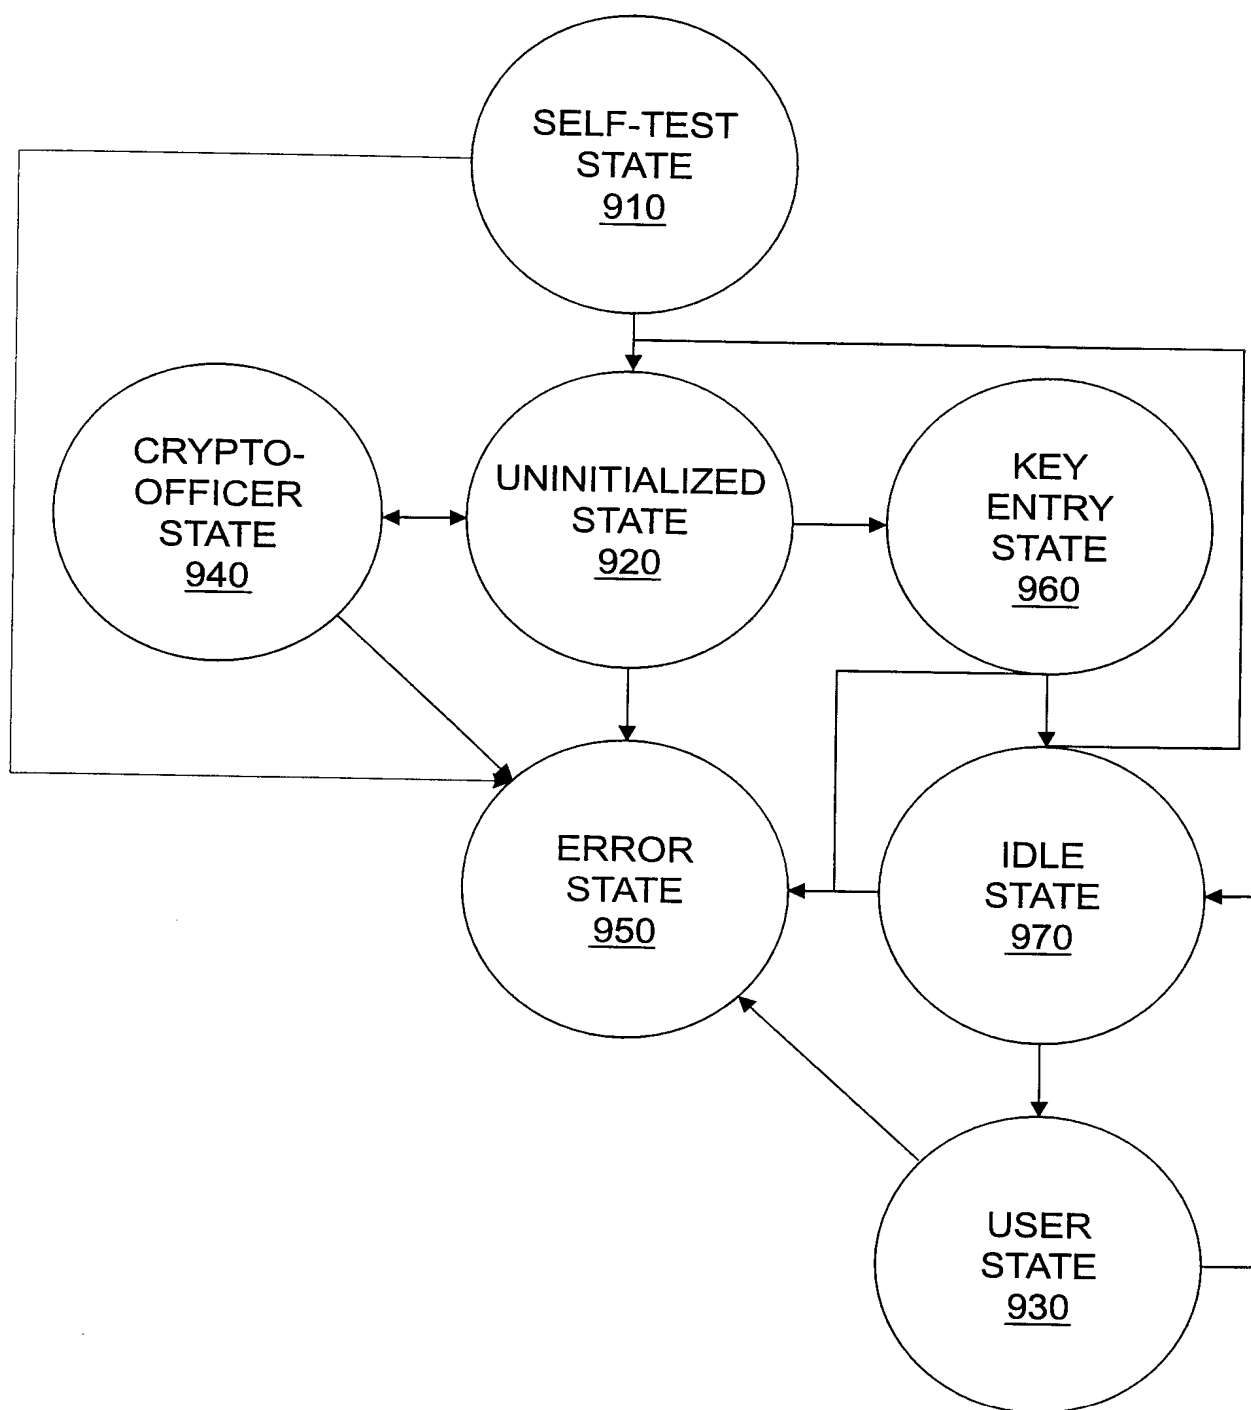 SELF-TEST
STATE
910
CRYPTO-
OFFICER
STATE
940
UNINITIALIZED
STATE
920
KEY
ENTRY
STATE
960
ERROR
STATE
950
IDLE
STATE
970
USER
STATE
930